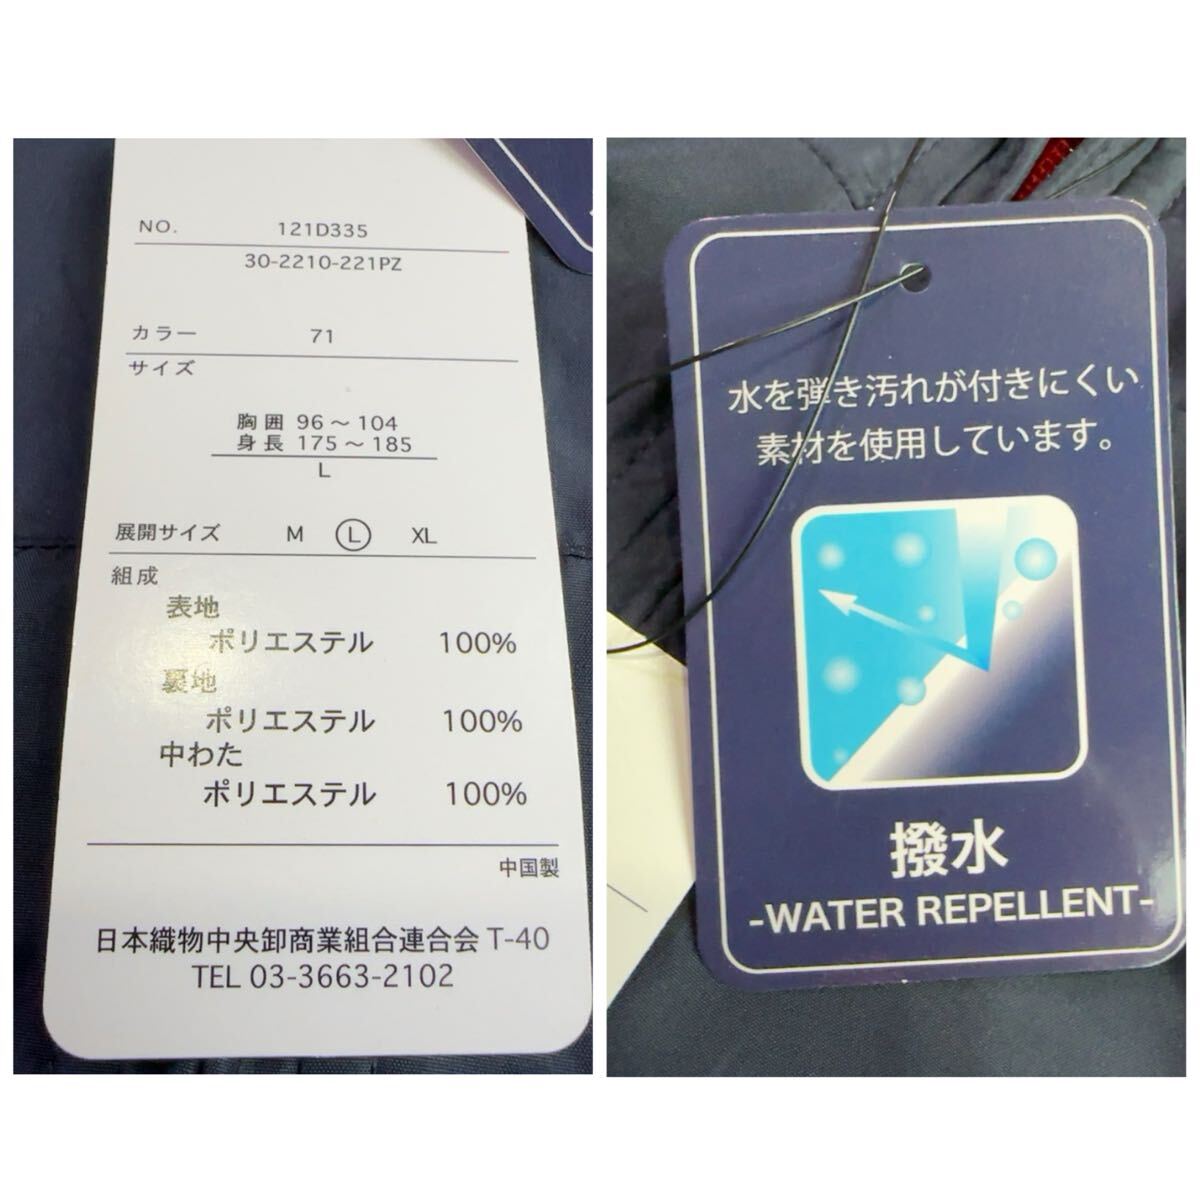 NO. 121D335
30-2210-221PZ
カラー 71
サイズ
胸囲 96～104
身長 175～185
L
展開サイズ M L XL
組成
表地
ポリエステル 100%
裏地
ポリエステル 100%
中わた
ポリエステル 100%
中国製
日本織物中央卸商業組合連合会 T-40
TEL 03-3663-2102
水を弾き汚れが付きにくい
素材を使用しています。
撥水
-WATER REPELLENT-